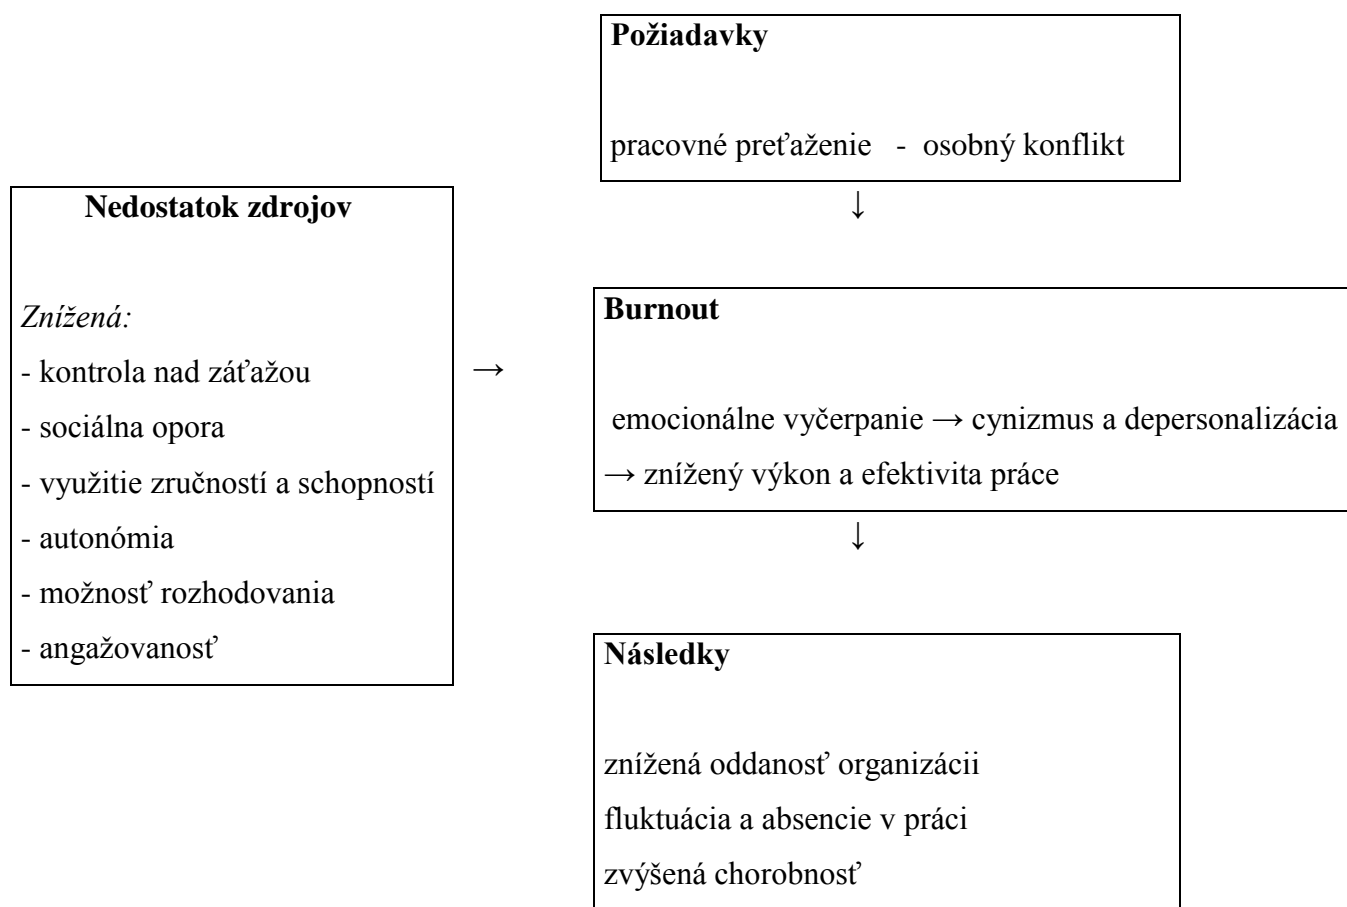 Požiadavky
pracovné preťaženie - osobný konflikt
↓
Nedostatok zdrojov
Znížená:
- kontrola nad záťažou
- sociálna opora
- využitie zručností a schopností
- autonómia
- možnosť rozhodovania
- angažovanosť
→
Burnout
emocionálne vyčerpanie → cynizmus a depersonalizácia
→ znížený výkon a efektivita práce
↓
Následky
znížená oddanosť organizácii
fluktuácia a absencie v práci
zvýšená chorobnosť